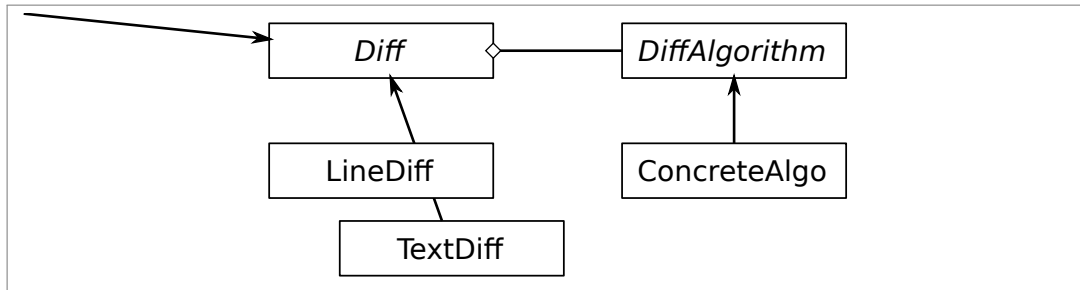 Diff
DiffAlgorithm
LineDiff
ConcreteAlgo
TextDiff